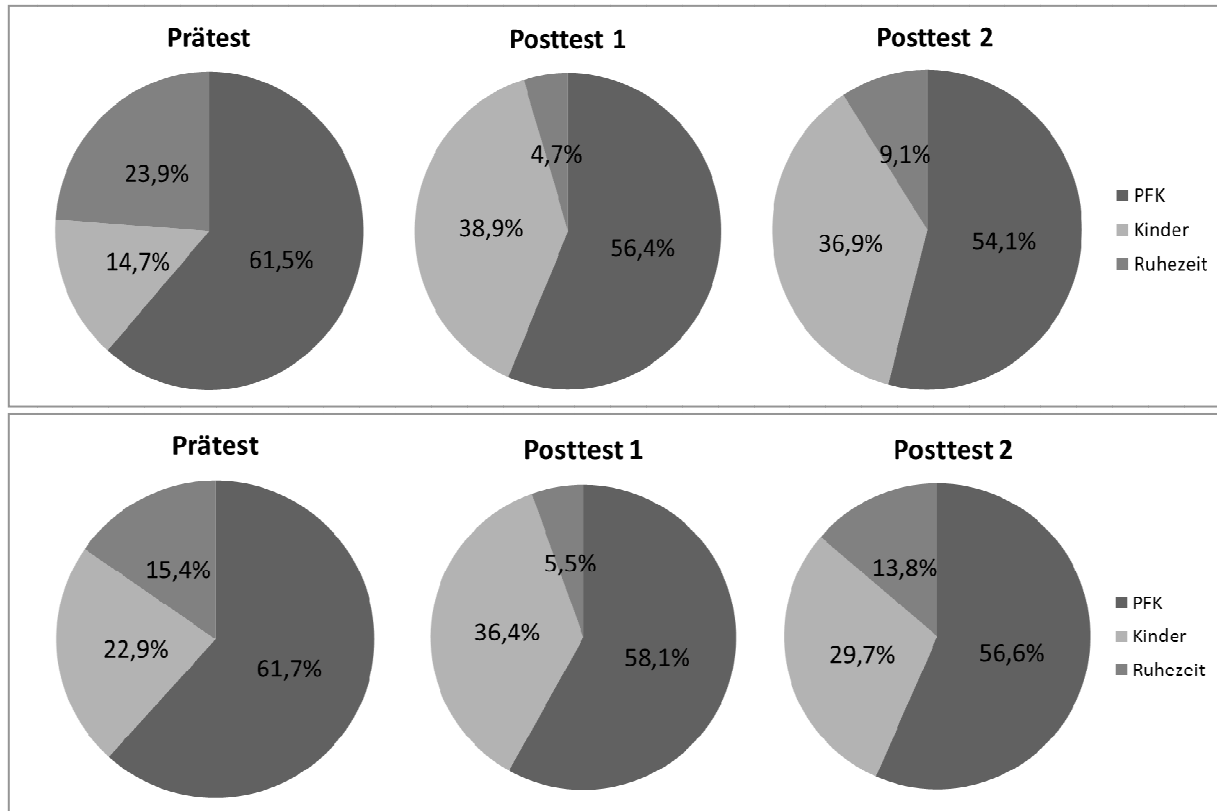 Prätest
Posttest 1
Posttest 2
23,9%
14,7%
61,5%
4,7%
38,9%
56,4%
9,1%
36,9%
54,1%
PFK
Kinder
Ruhezeit
Prätest
Posttest 1
Posttest 2
15,4%
22,9%
61,7%
5,5%
36,4%
58,1%
13,8%
29,7%
56,6%
PFK
Kinder
Ruhezeit